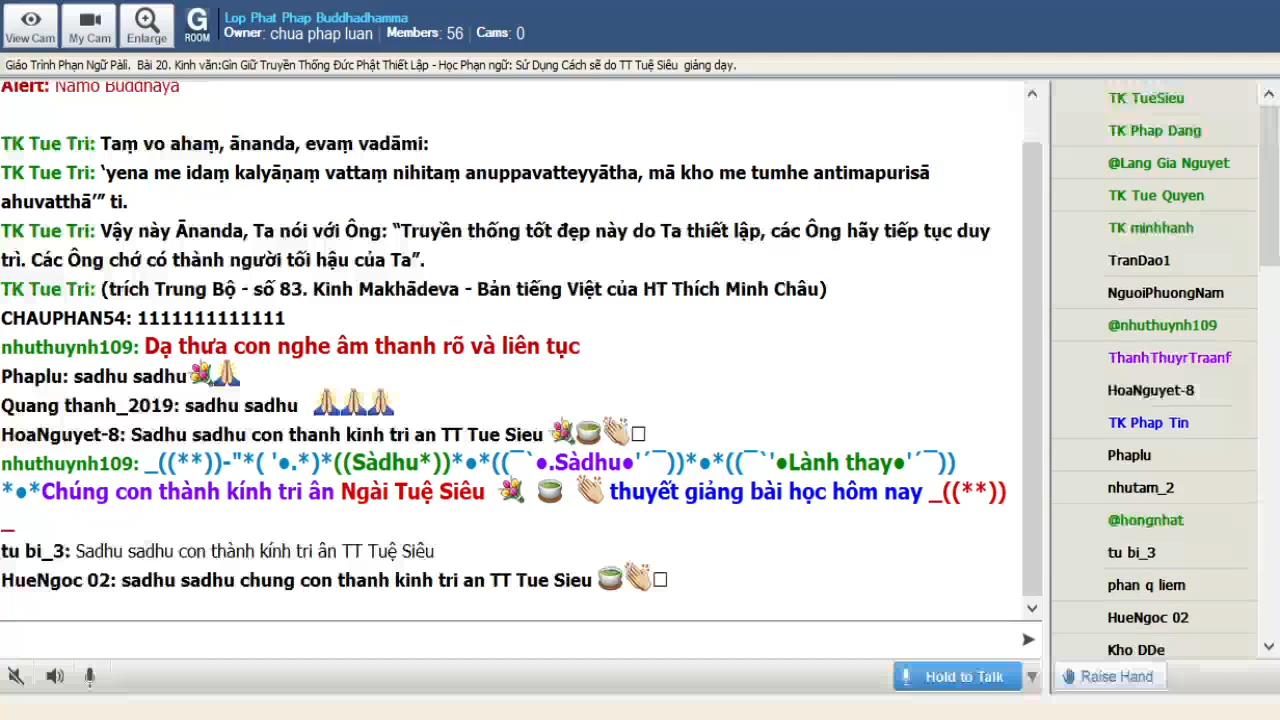 View Cam
My Cam
Enlarge
G
ROOM
Lop Phat Phap Buddhadhamma
Owner: chua phap luan | Members: 56 | Cams: 0
Giáo Trình Phạn Ngữ Pàli. Bài 20. Kinh văn:Gìn Giữ Truyền Thống Đức Phật Thiết Lập - Học Phạn ngữ: Sử Dụng Cách sẽ do TT Tuệ Siêu giảng dạy.
Alert: Namo Buddhaya
TK Tue Tri: Taṃ vo ahaṃ, ānanda, evaṃ vadāmi:
TK Tue Tri: ‘yena me idaṃ kalyāṇaṃ vattaṃ nihitaṃ anuppavatteyyātha, mā kho me tumhe antimapurisā
ahuvatthā’” ti.
TK Tue Tri: Vậy này Ānanda, Ta nói với Ông: “Truyền thống tốt đẹp này do Ta thiết lập, các Ông hãy tiếp tục duy
trì. Các Ông chớ có thành người tối hậu của Ta”.
TK Tue Tri: (trích Trung Bộ - số 83. Kinh Makhādeva - Bản tiếng Việt của HT Thích Minh Châu)
CHAUPHAN54: 1111111111111
nhuthuynh109: Dạ thưa con nghe âm thanh rõ và liên tục
Phaplu: sadhu sadhu💐🙏
Quang thanh_2019: sadhu sadhu 🙏🙏🙏
HoaNguyet-8: Sadhu sadhu con thanh kinh tri an TT Tue Sieu 💐🍵👏□
nhuthuynh109: _((**))-"*( '●.*)*((Sàdhu*))*●*((¯`●.Sàdhu●'´¯))*●*((¯`'●Lành thay●'´¯))
*●*Chúng con thành kính tri ân Ngài Tuệ Siêu 💐 🍵 👏 thuyết giảng bài học hôm nay _((**))
_
tu bi_3: Sadhu sadhu con thành kính tri ân TT Tuệ Siêu
HueNgoc 02: sadhu sadhu chung con thanh kinh tri an TT Tue Sieu 🍵👏□
Hold to Talk
TK TueSieu
TK Phap Dang
@Lang Gia Nguyet
TK Tue Quyen
TK minhhanh
TranDao1
NguoiPhuongNam
@nhuthuynh109
ThanhThuyrTraanf
HoaNguyet-8
TK Phap Tin
Phaplu
nhutam_2
@hongnhat
tu bi_3
phan q liem
HueNgoc 02
Kho DDe
Raise Hand